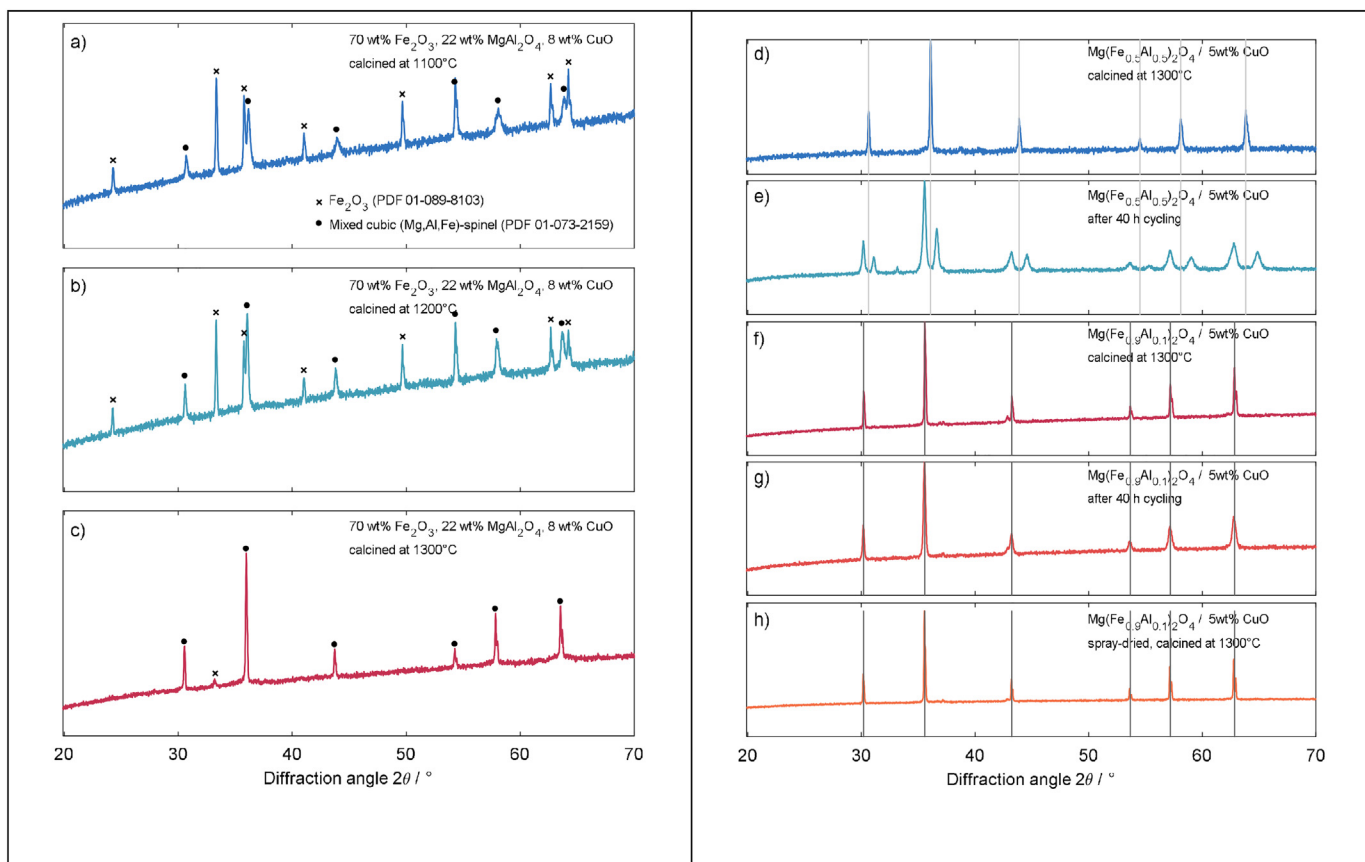 a)
70 wt% Fe2O3, 22 wt% MgAl2O4, 8 wt% CuO
calcined at 1100°C
× Fe2O3 (PDF 01-089-8103)
● Mixed cubic (Mg,Al,Fe)-spinel (PDF 01-073-2159)
b)
70 wt% Fe2O3, 22 wt% MgAl2O4, 8 wt% CuO
calcined at 1200°C
20 30 40 50 60 70
c)
70 wt% Fe2O3, 22 wt% MgAl2O4, 8 wt% CuO
calcined at 1300°C
20 30 40 50 60 70
Diffraction angle 2θ / °
d)
Mg(Fe0.5Al0.5)2O4 / 5wt% CuO
calcined at 1300°C
e)
Mg(Fe0.5Al0.5)2O4 / 5wt% CuO
after 40 h cycling
f)
Mg(Fe0.9Al0.1)2O4 / 5wt% CuO
calcined at 1300°C
g)
Mg(Fe0.9Al0.1)2O4 / 5wt% CuO
after 40 h cycling
h)
Mg(Fe0.9Al0.1)2O4 / 5wt% CuO
spray-dried, calcined at 1300°C
20 30 40 50 60 70
Diffraction angle 2θ / °